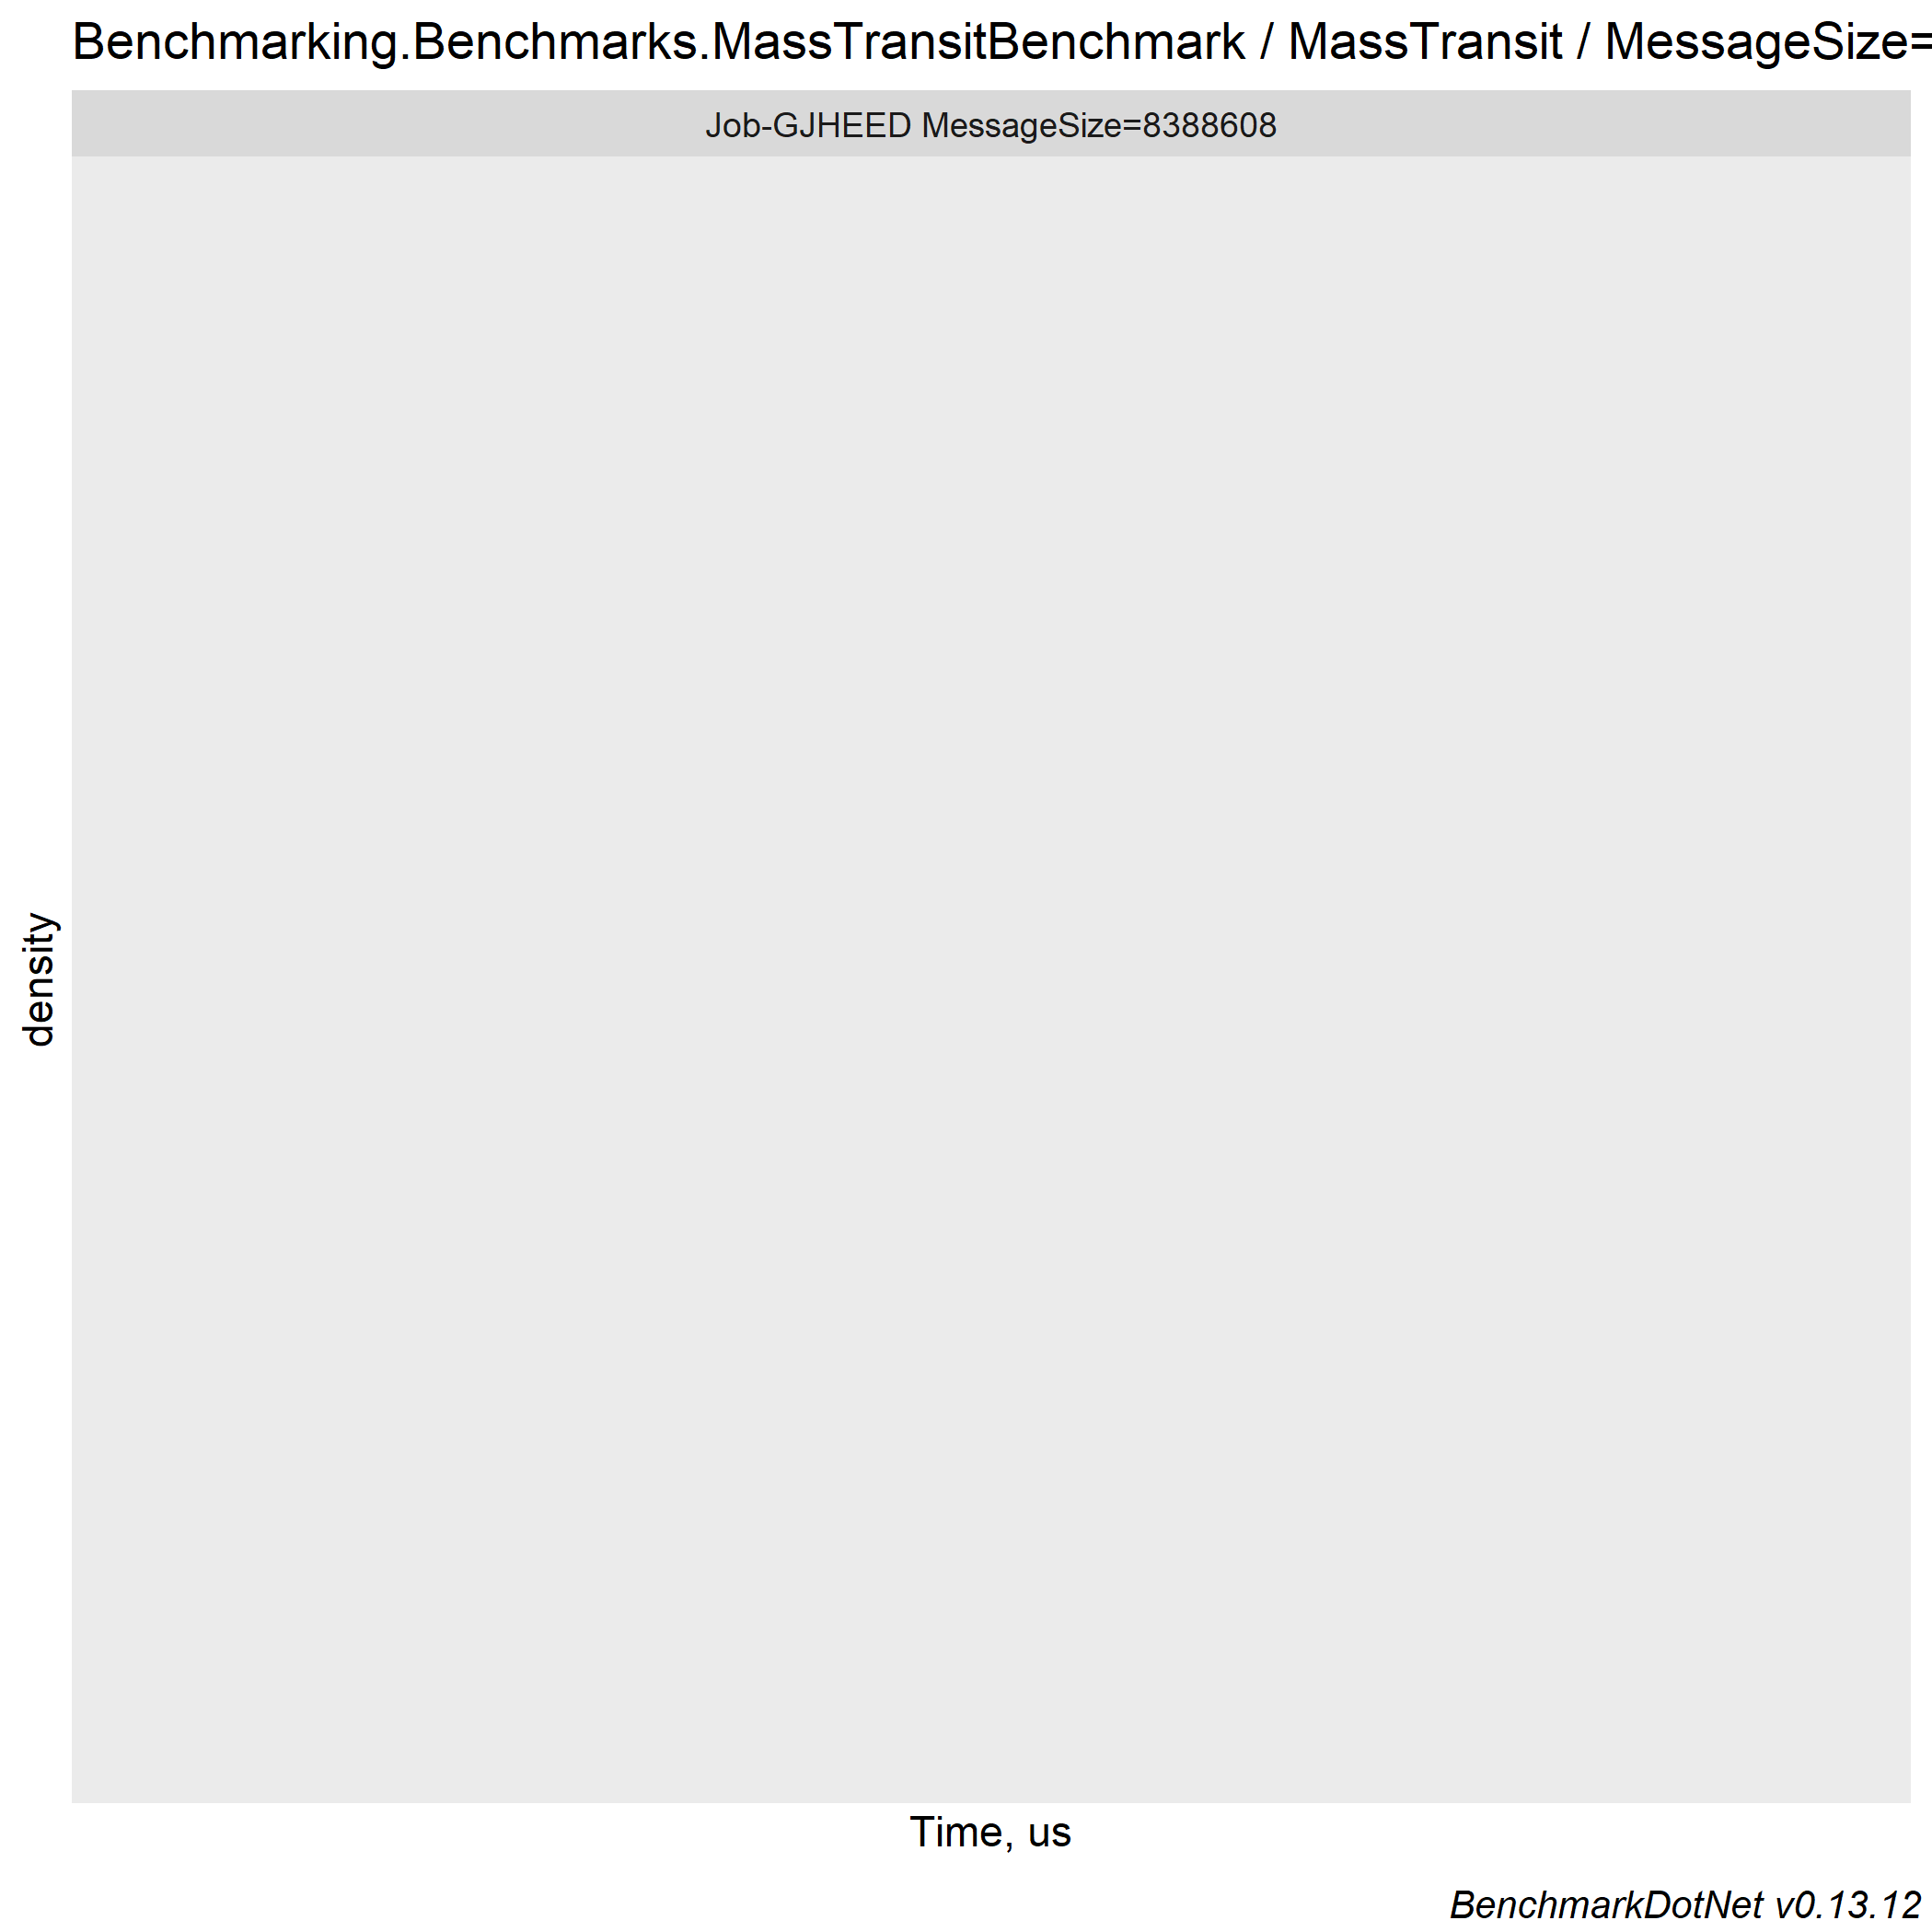 Benchmarking.Benchmarks.MassTransitBenchmark / MassTransit / MessageSize=
Job-GJHEED MessageSize=8388608
density
Time, us
BenchmarkDotNet v0.13.12